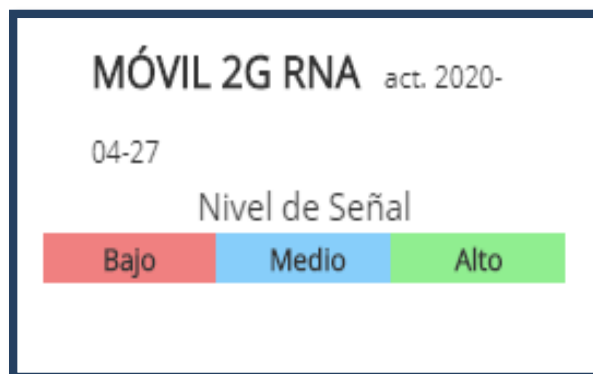 MÓVIL 2G RNA act. 2020-
04-27
Nivel de Señal
Bajo Medio Alto